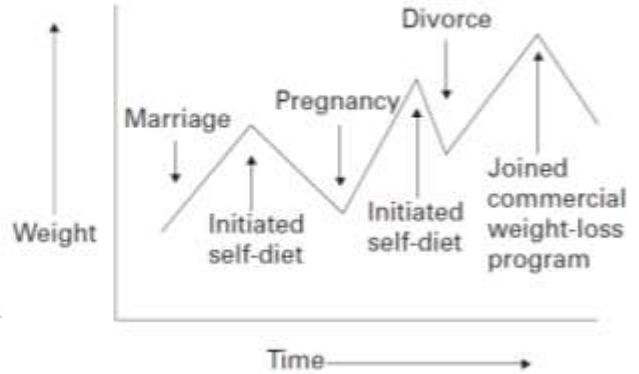 Divorce
Pregnancy
Marriage
Initiated
self-diet
Initiated
self-diet
Joined
commercial
weight-loss
program
Weight
Time